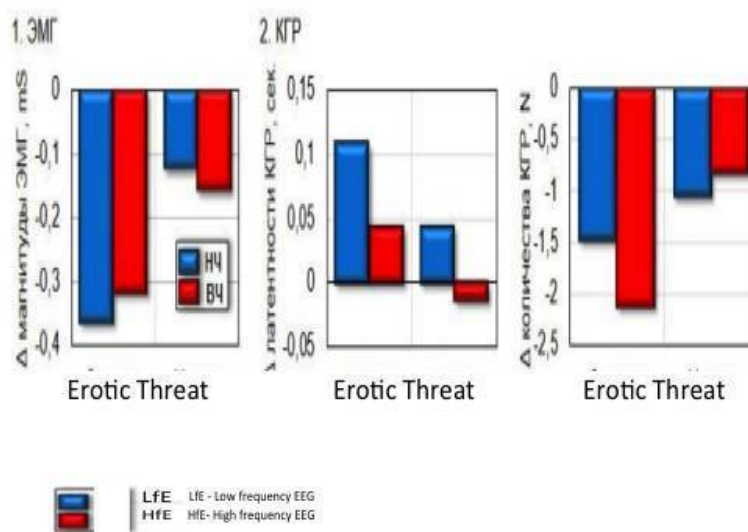 1. ЭМГ
2. КГР
Δ магнитуды ЭМГ, mS
0
-0,1
-0,2
-0,3
-0,4
НЧ
ВЧ
Erotic Threat
Δ латентности КГР, сек.
0,15
0,1
0,05
0
-0,05
Erotic Threat
Δ количества КГР, N
0
-0,5
-1
-1,5
-2
-2,5
Erotic Threat
LfE LfE - Low frequency EEG
HfE HfE- High frequency EEG